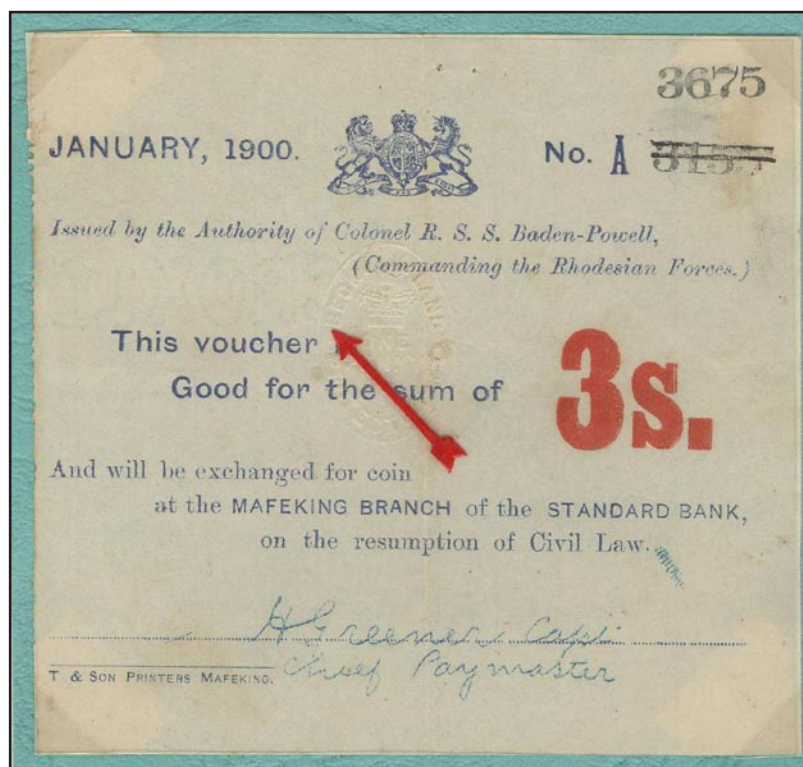 3675
JANUARY, 1900. No. A
Issued by the Authority of Colonel R. S. S. Baden-Powell,
(Commanding the Rhodesian Forces.)
This voucher
Good for the sum of 3s.
And will be exchanged for coin
at the MAFEKING BRANCH of the STANDARD BANK,
on the resumption of Civil Law.
H Greener Capt
Chief Paymaster
T. & SON PRINTERS MAFEKING.